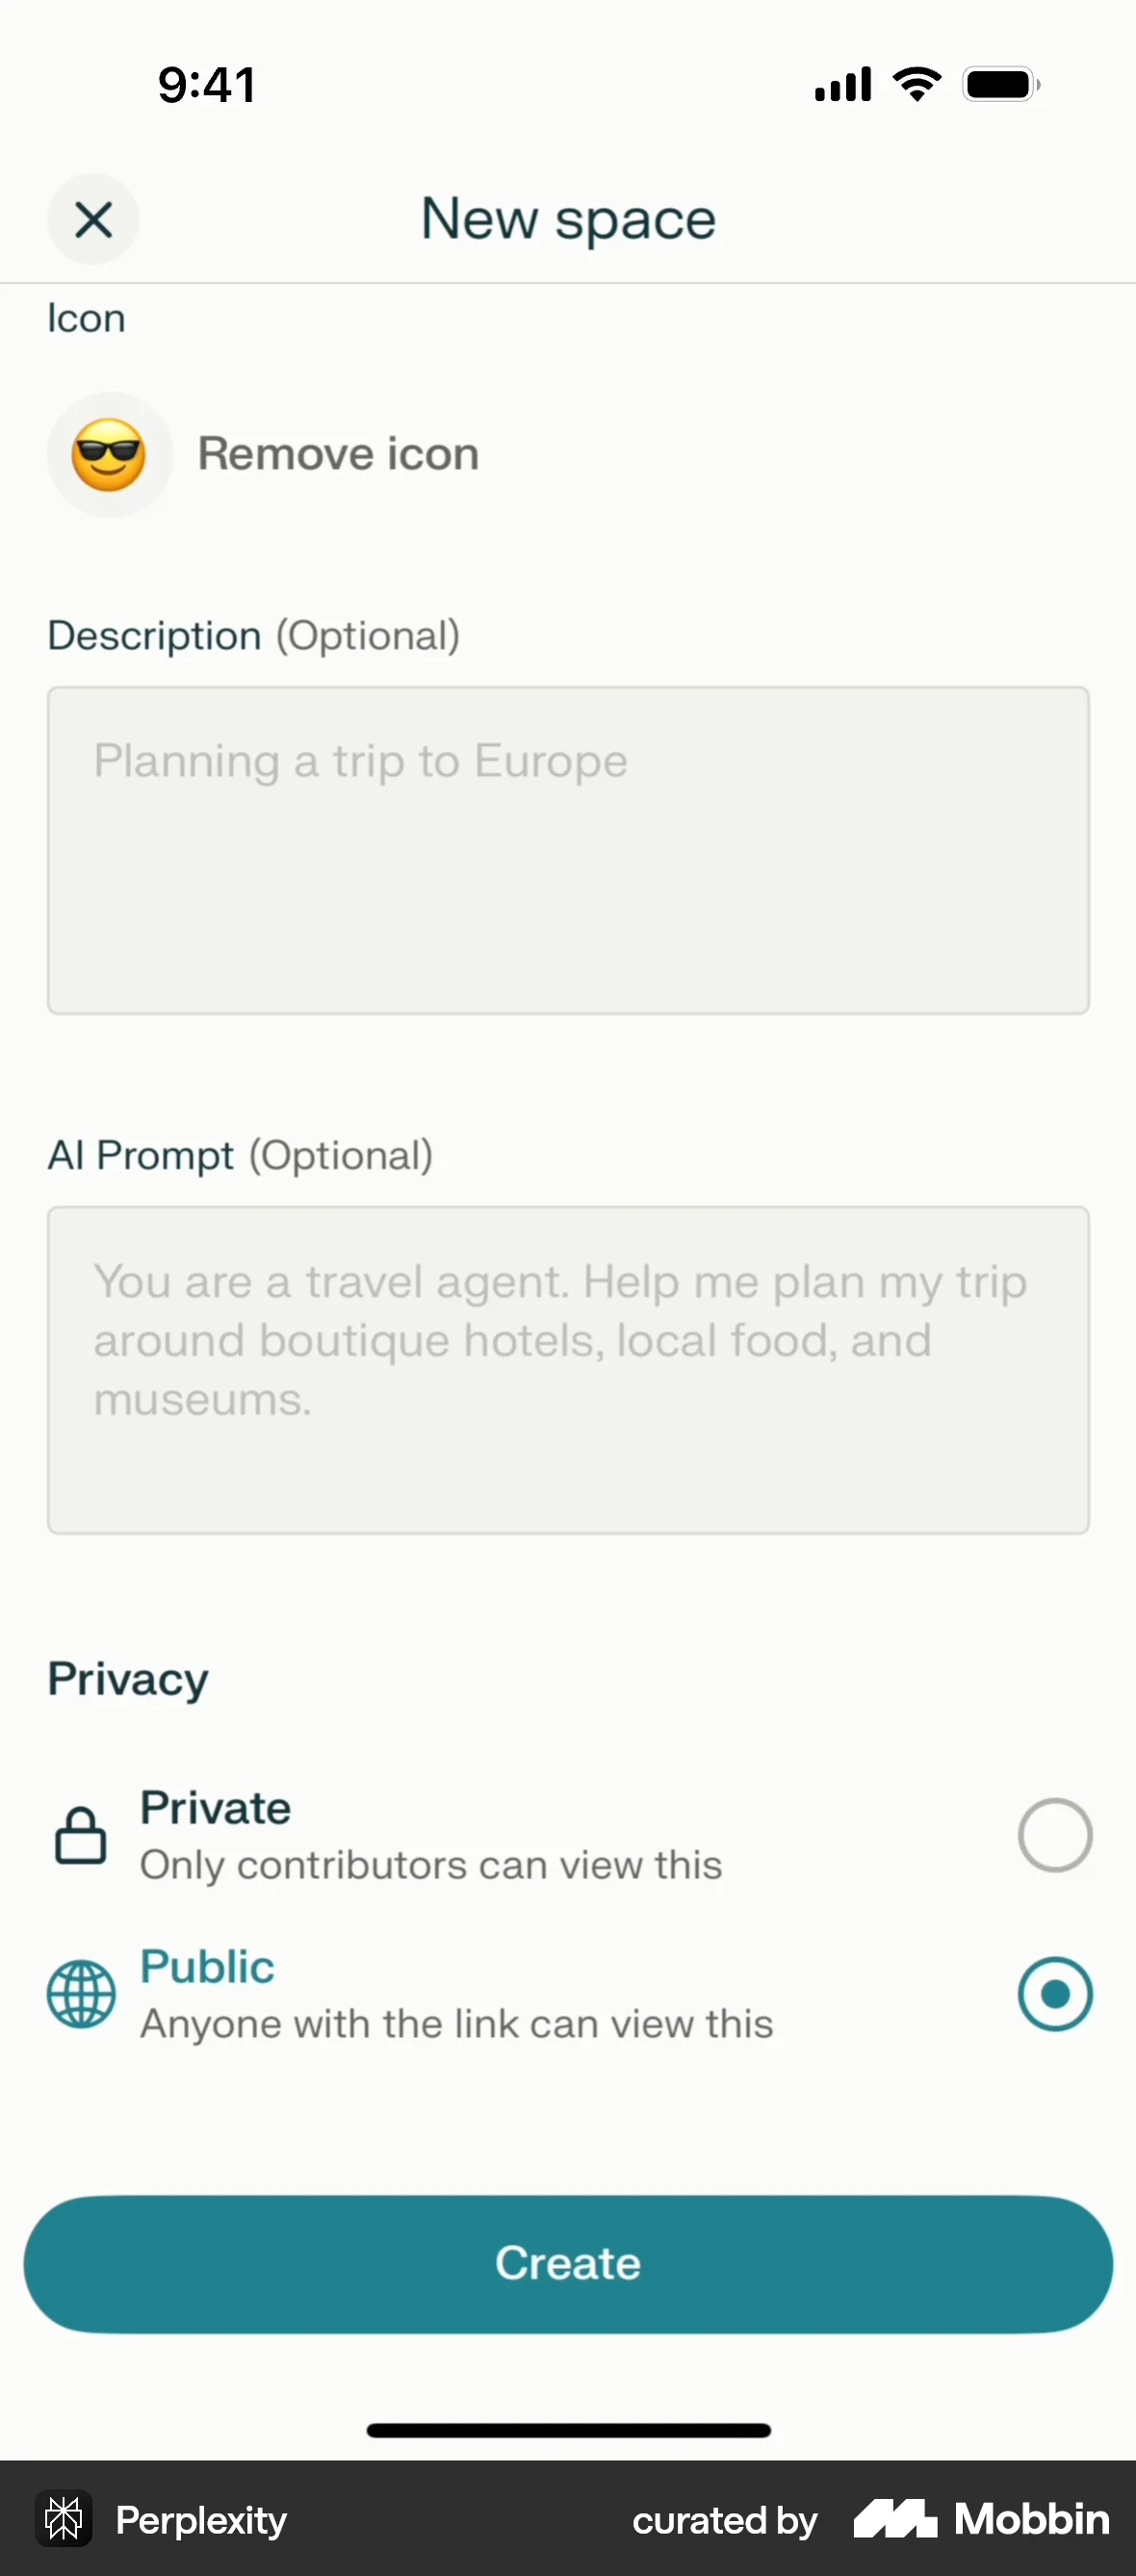 9:41
New space
Icon
Remove icon
Description (Optional)
Planning a trip to Europe
AI Prompt (Optional)
You are a travel agent. Help me plan my trip
around boutique hotels, local food, and
museums.
Privacy
Private
Only contributors can view this
Public
Anyone with the link can view this
Create
Perplexity
curated by Mobbin